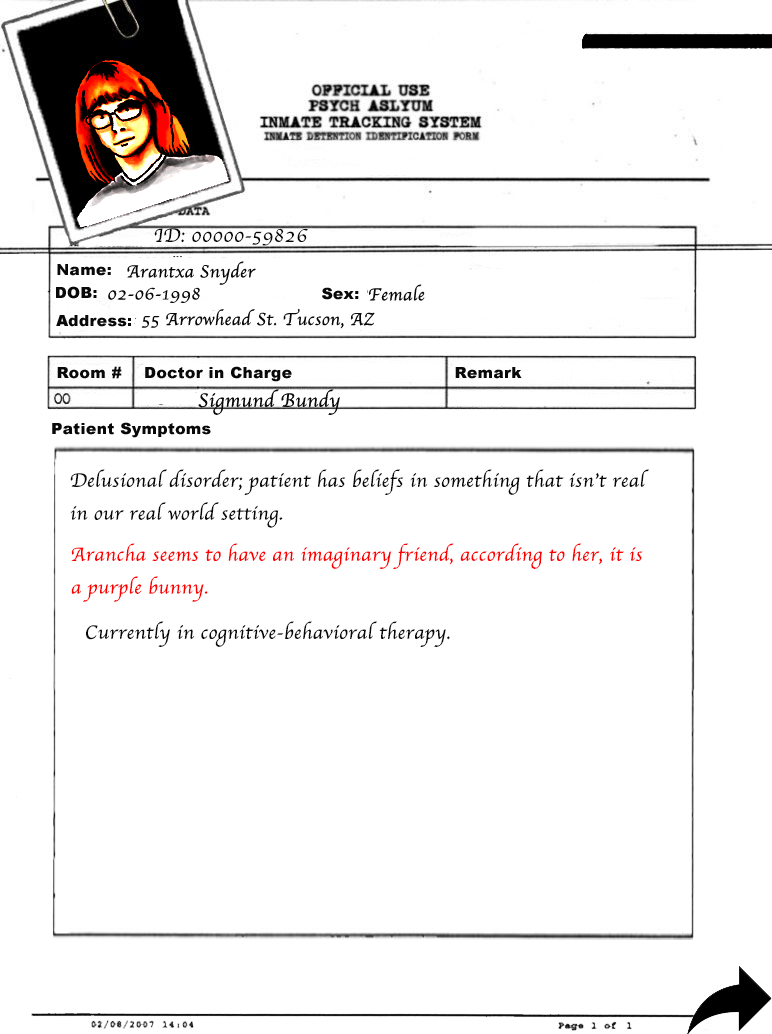 OFFICIAL USE
PSYCH ASLYUM
INMATE TRACKING SYSTEM
INMATE DETENTION IDENTIFICATION FORM
DATA
ID: 00000-59826
Name: Arantxa Snyder
DOB: 02-06-1998 Sex: Female
Address: 55 Arrowhead St. Tucson, AZ
Room # Doctor in Charge Remark
00 Sigmund Bundy
Patient Symptoms
Delusional disorder; patient has beliefs in something that isn't real
in our real world setting.
Arancha seems to have an imaginary friend, according to her, it is
a purple bunny.
Currently in cognitive-behavioral therapy.
02/08/2007 14:04 Page 1 of 1